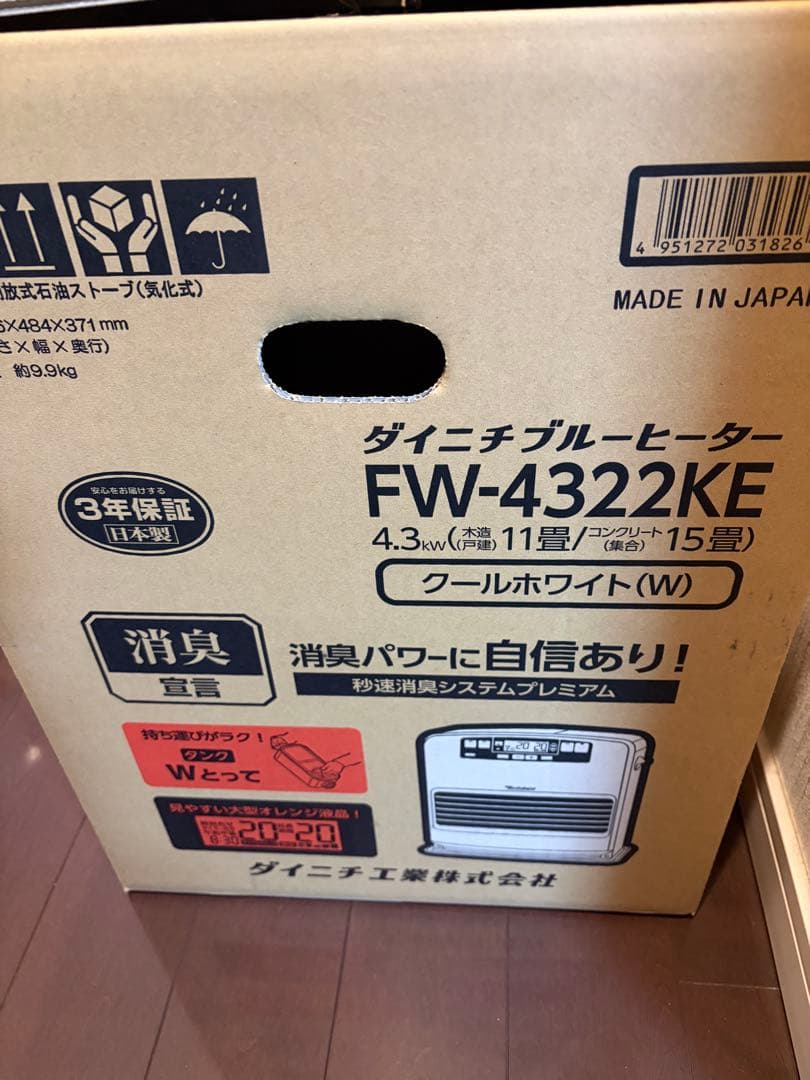 4 951272 031826
MADE IN JAPAN
開放式石油ストーブ(気化式)
6×484×371mm
さ×幅×奥行)
約9.9kg
ダイニチブルーヒーター
FW-4322KE
4.3kW(木造(戸建)11畳/コンクリート(集合)15畳)
クールホワイト(W)
安心をお届けする
3年保証
日本製
消臭
宣言
消臭パワーに自信あり!
秒速消臭システムプレミアム
持ち運びがラク!
タンク
Wとって
見やすい大型オレンジ液晶!
8:30
20 20
ダイニチ工業株式会社